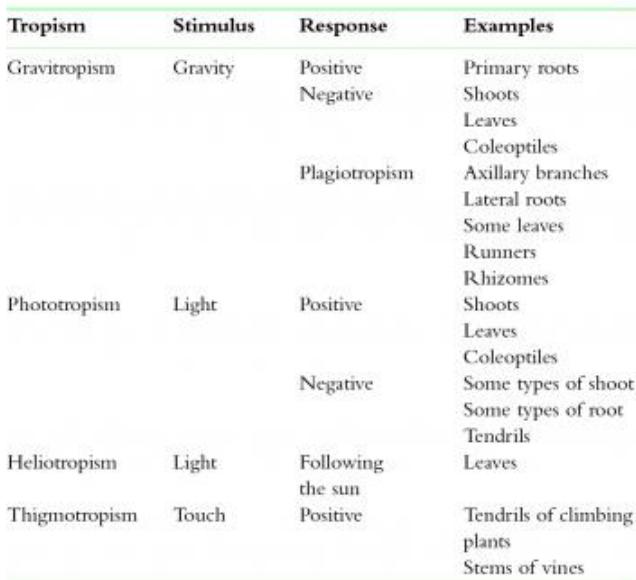 Tropism Stimulus Response Examples
Gravitropism Gravity Positive Primary roots
Negative Shoots
Leaves
Coleoptiles
Plagiotropism Axillary branches
Lateral roots
Some leaves
Runners
Rhizomes
Phototropism Light Positive Shoots
Leaves
Coleoptiles
Negative Some types of shoot
Some types of root
Tendrils
Heliotropism Light Following Leaves
the sun
Thigmotropism Touch Positive Tendrils of climbing
plants
Stems of vines